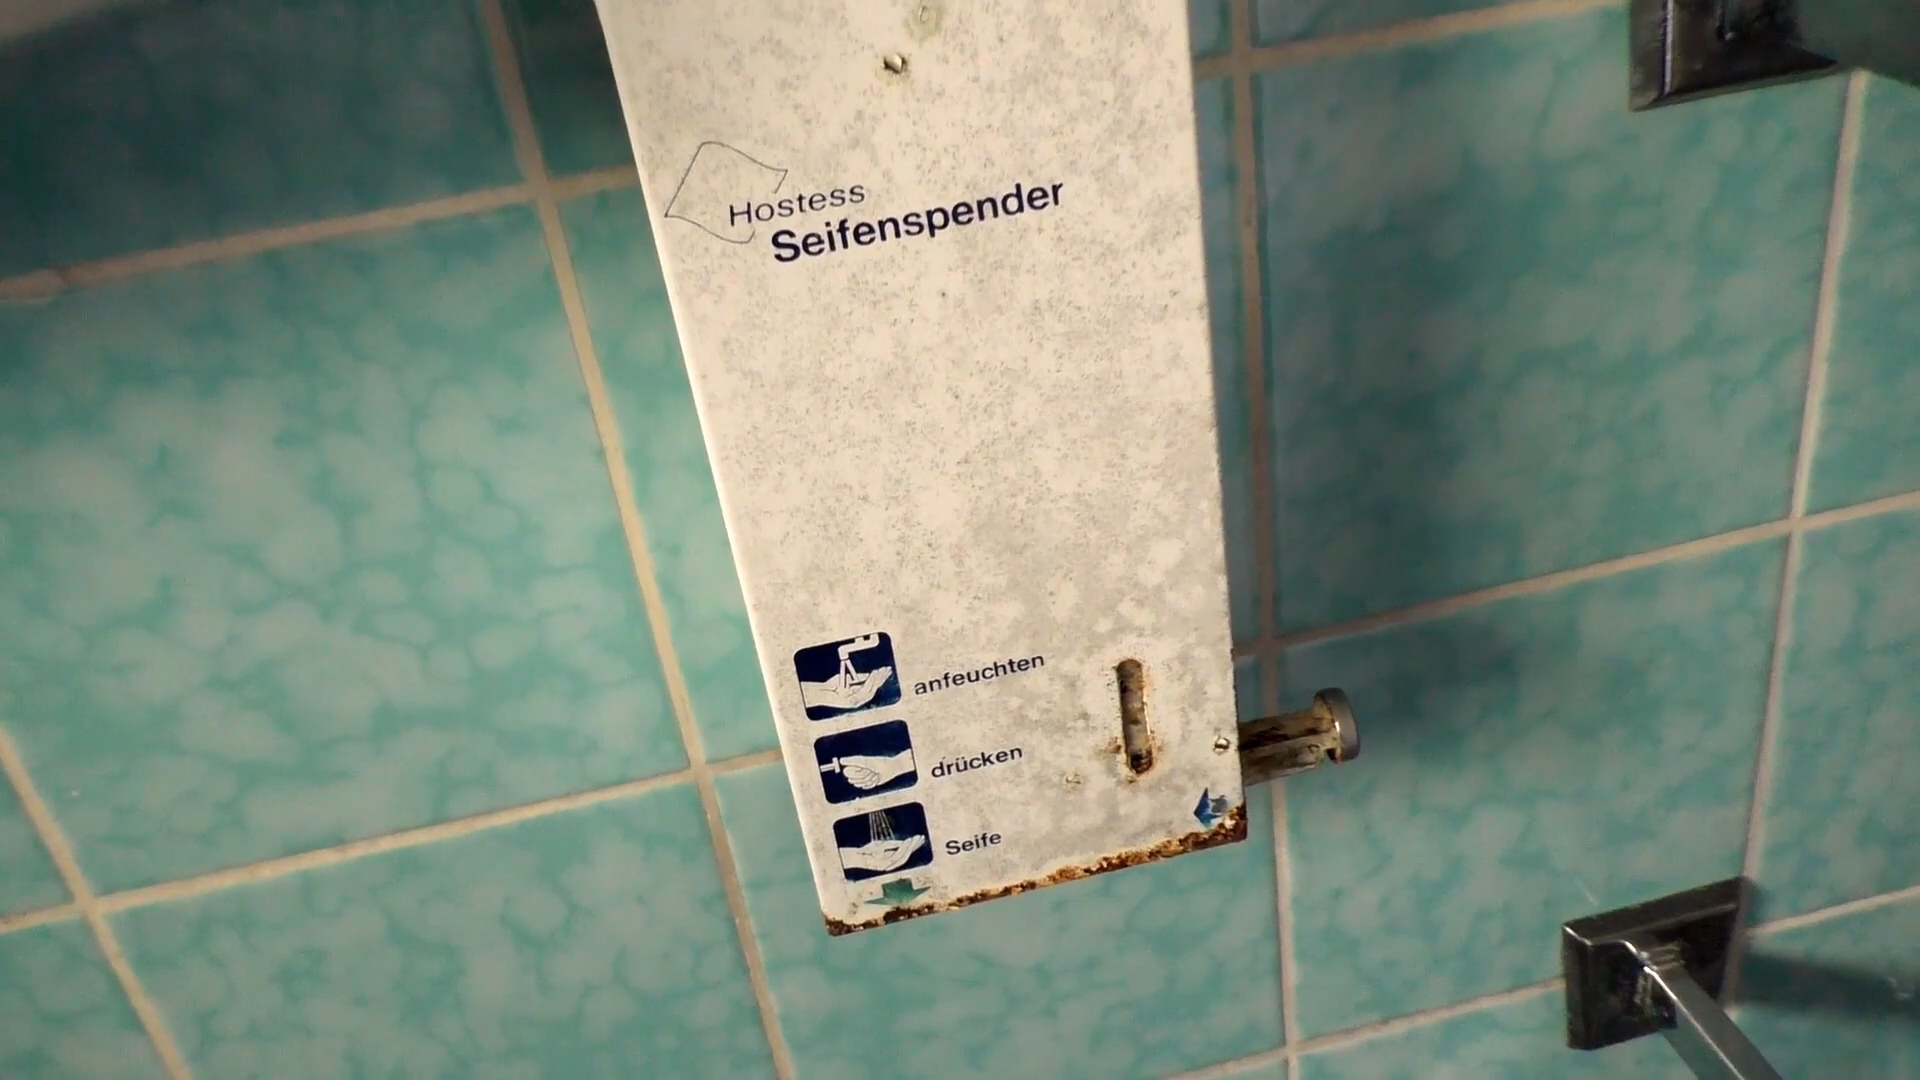 Hostess
Seifenspender
anfeuchten
drücken
Seife